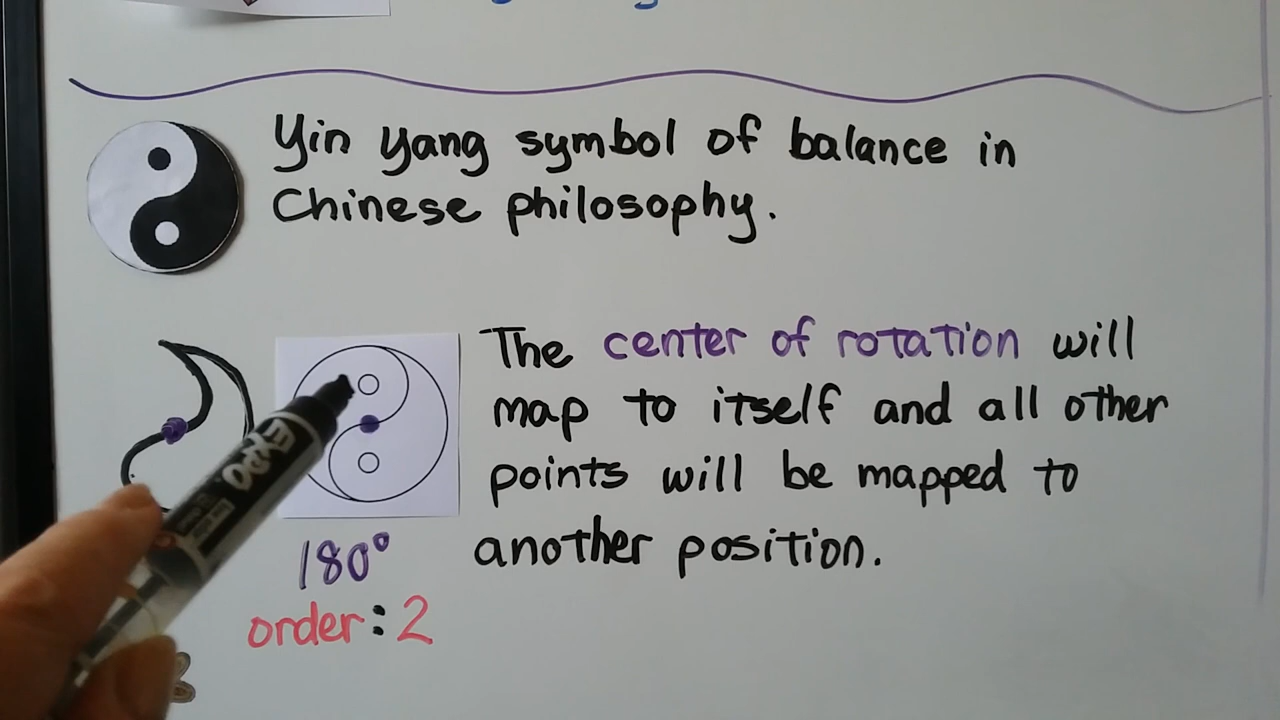 Yin Yang symbol of balance in
Chinese philosophy.
The center of rotation will
map to itself and all other
points will be mapped to
another position.
EXPO
180°
order: 2